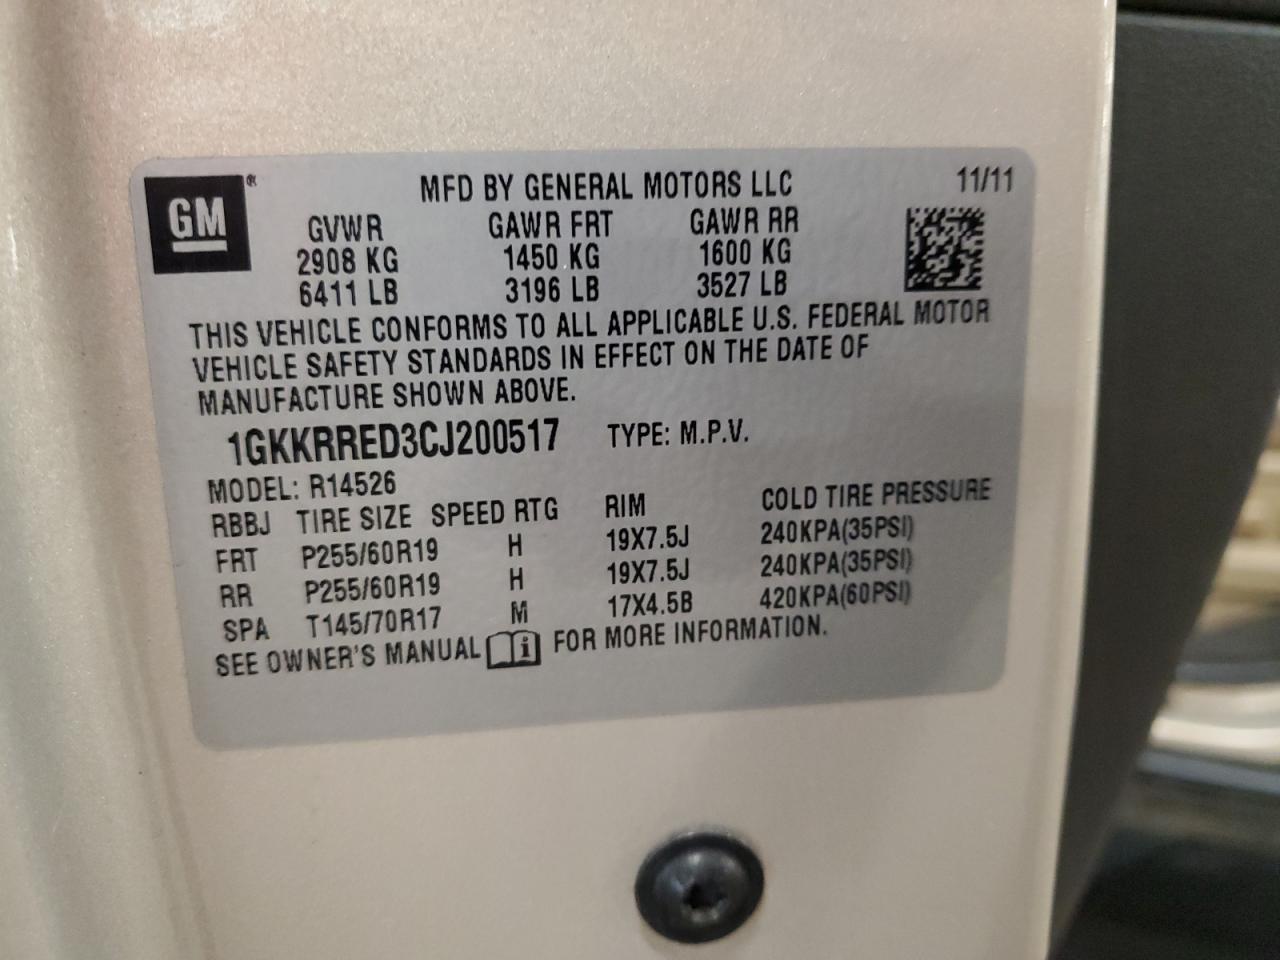 GM®
MFD BY GENERAL MOTORS LLC 11/11
GVWR GAWR FRT GAWR RR
2908 KG 1450 KG 1600 KG
6411 LB 3196 LB 3527 LB
THIS VEHICLE CONFORMS TO ALL APPLICABLE U.S. FEDERAL MOTOR
VEHICLE SAFETY STANDARDS IN EFFECT ON THE DATE OF
MANUFACTURE SHOWN ABOVE.
1GKKRRED3CJ200517 TYPE: M.P.V.
MODEL: R14526
RBBJ TIRE SIZE SPEED RTG RIM COLD TIRE PRESSURE
FRT P255/60R19 H 19X7.5J 240KPA(35PSI)
RR P255/60R19 H 19X7.5J 240KPA(35PSI)
SPA T145/70R17 M 17X4.5B 420KPA(60PSI)
SEE OWNER'S MANUAL i FOR MORE INFORMATION.